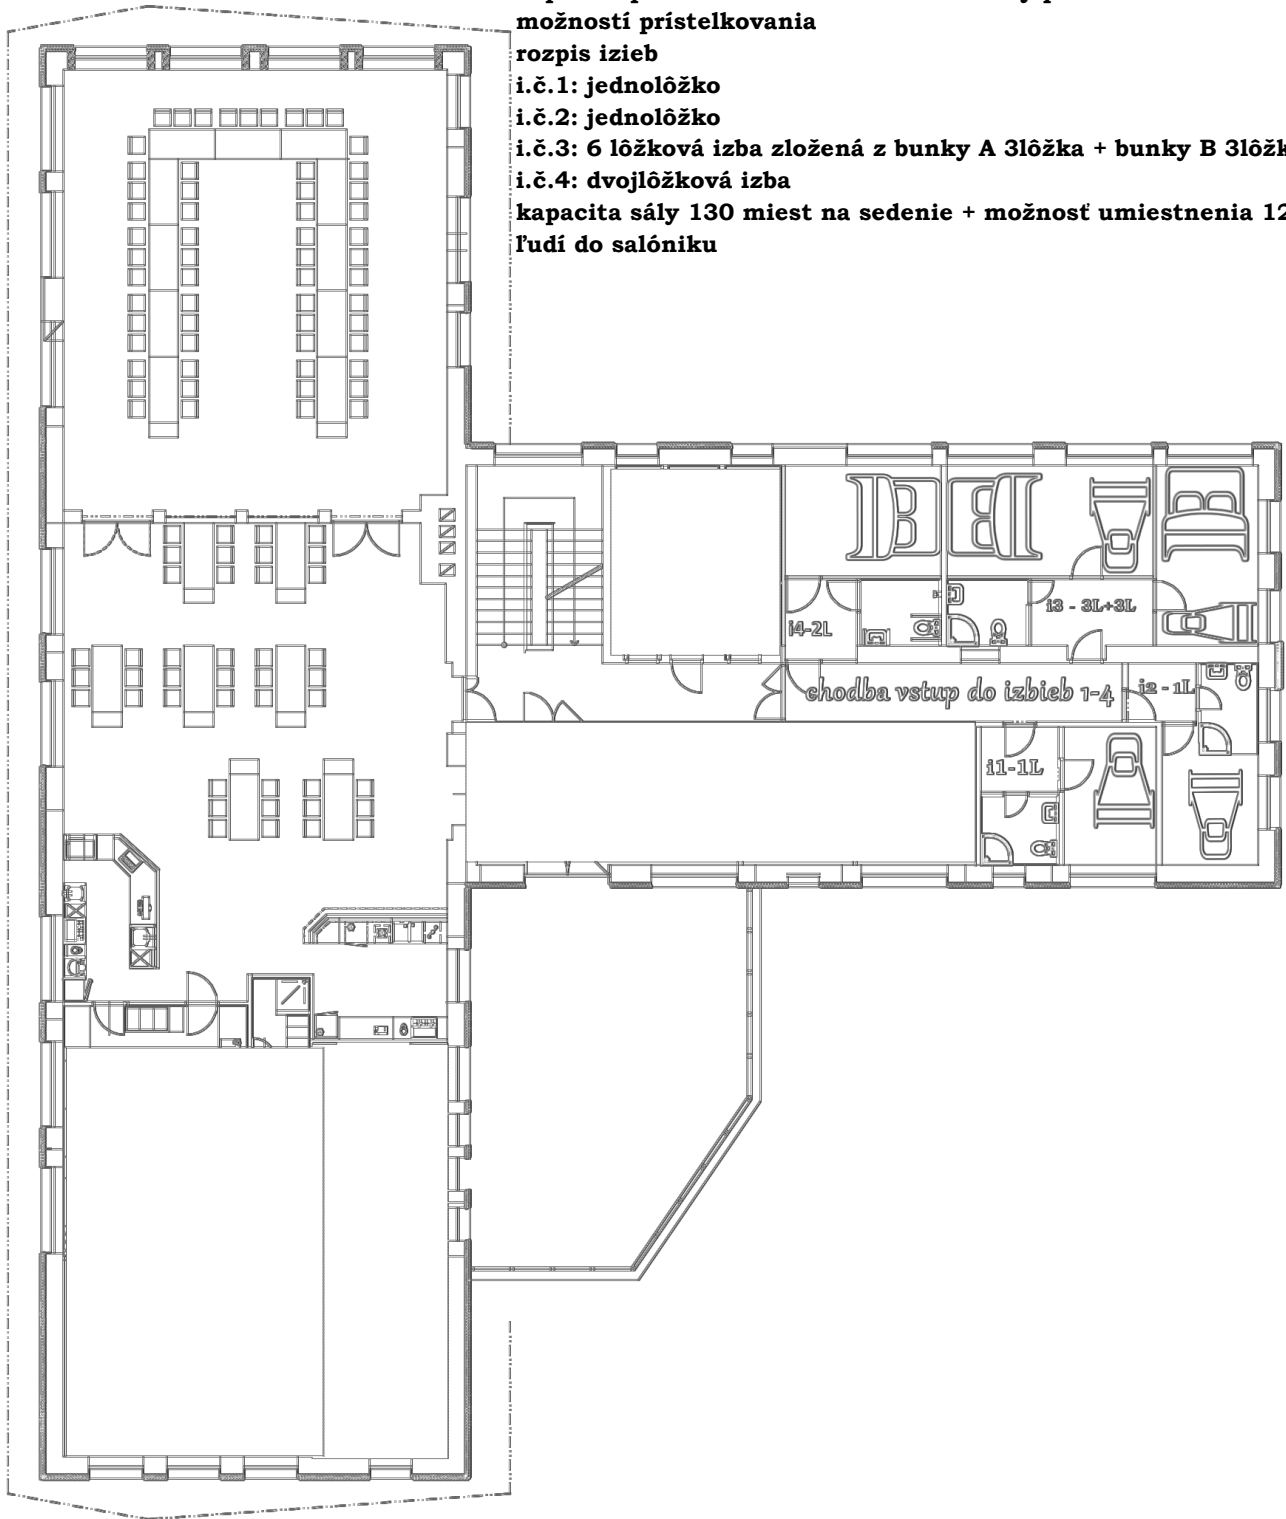 možností prístelkovania
rozpis izieb
i.č.1: jednolôžko
i.č.2: jednolôžko
i.č.3: 6 lôžková izba zložená z bunky A 3lôžka + bunky B 3lôžk
i.č.4: dvojlôžková izba
kapacita sály 130 miest na sedenie + možnosť umiestnenia 12
ľudí do salóniku
i4-2L
i3 - 3L+3L
chodba vstup do izbieb 1-4
i2 - 1L
i1-1L